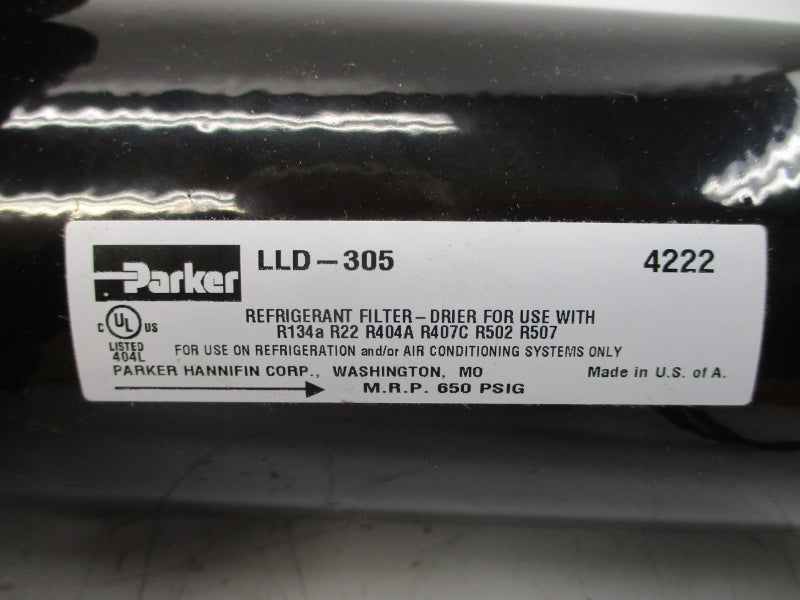 Parker LLD-305 4222
REFRIGERANT FILTER-DRIER FOR USE WITH
R134a R22 R404A R407C R502 R507
C UL US
LISTED
404L
FOR USE ON REFRIGERATION and/or AIR CONDITIONING SYSTEMS ONLY
PARKER HANNIFIN CORP., WASHINGTON, MO Made in U.S. of A.
M.R.P. 650 PSIG